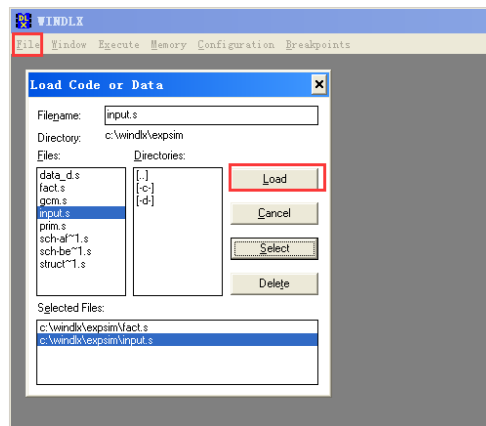 WINDLX
File Window Execute Memory Configuration Breakpoints
Load Code or Data
Filename: input.s
Directory: c:\windlx\expsim
Files: Directories:
data_d.s [..]
fact.s [-c-]
gcm.s [-d-]
input.s
prim.s
sch-af~1.s
sch-be~1.s
struct~1.s
Load
Cancel
Select
Delete
Selected Files:
c:\windlx\expsim\fact.s
c:\windlx\expsim\input.s